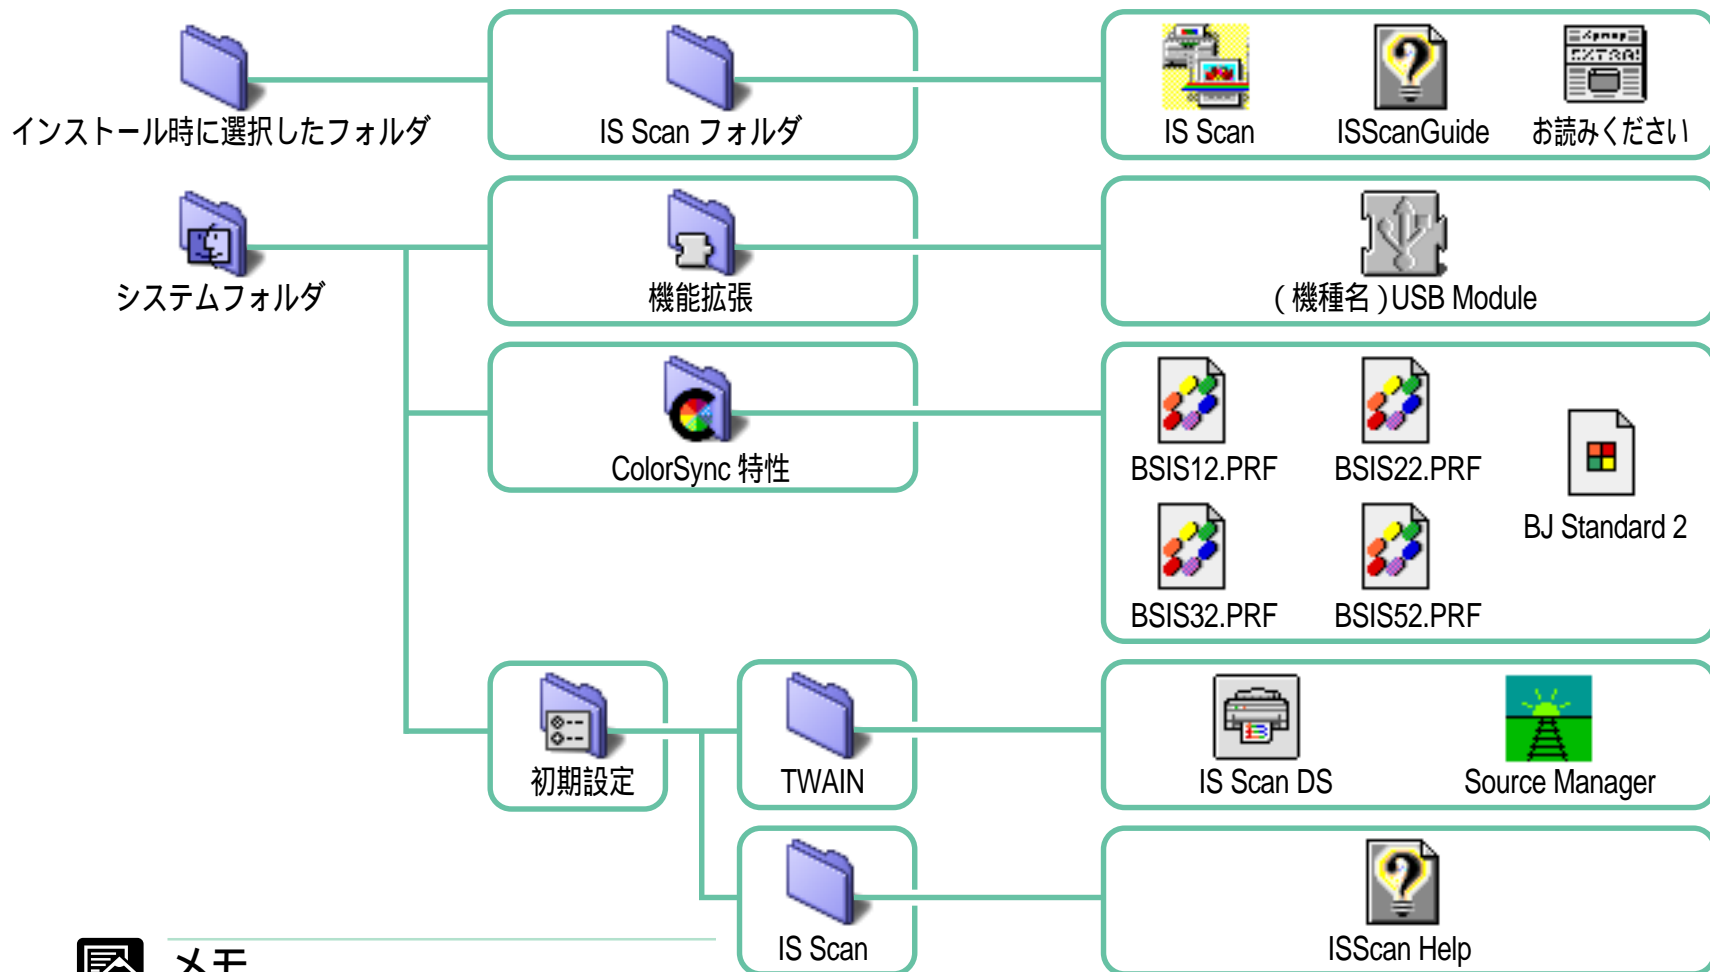 インストール時に選択したフォルダ
IS Scan フォルダ
IS Scan
ISScanGuide
お読みください
システムフォルダ
機能拡張
(機種名)USB Module
ColorSync 特性
BSIS12.PRF
BSIS22.PRF
BJ Standard 2
BSIS32.PRF
BSIS52.PRF
初期設定
TWAIN
IS Scan DS
Source Manager
IS Scan
ISScan Help
メモ